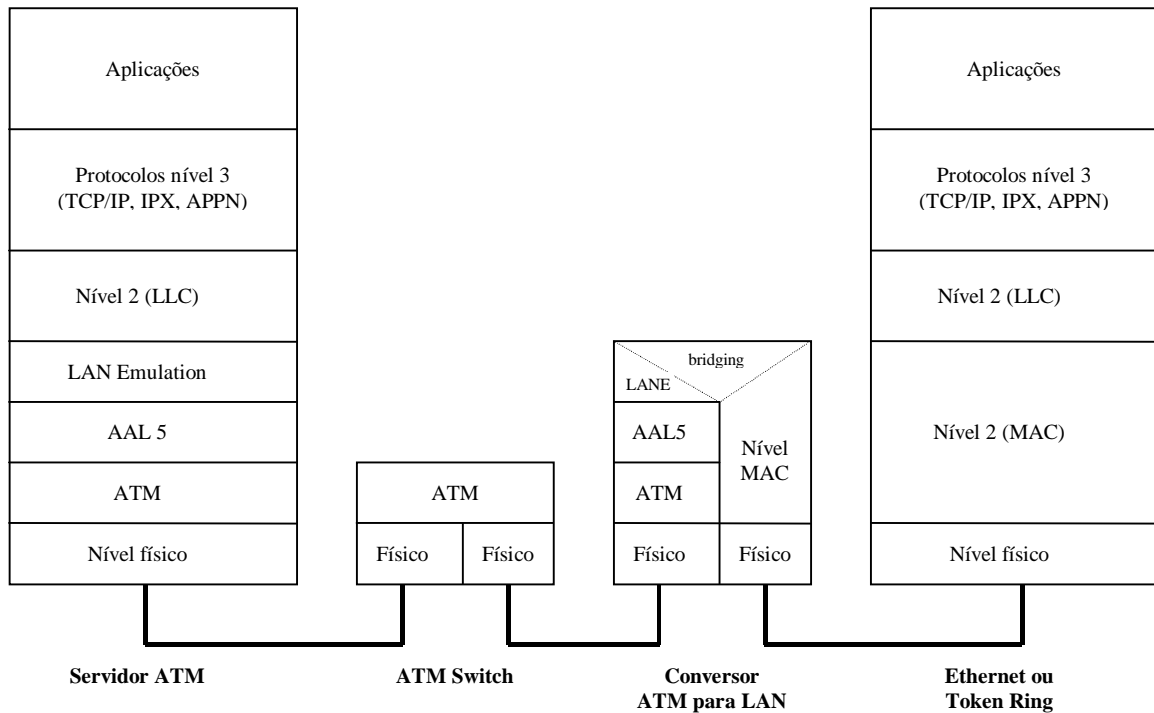 Aplicações
Protocolos nível 3
(TCP/IP, IPX, APPN)
Nível 2 (LLC)
LAN Emulation
AAL 5
ATM
Nível físico
Servidor ATM
ATM
Físico
Físico
ATM Switch
bridging
LANE
AAL5
ATM
Nível
MAC
Físico
Físico
Conversor
ATM para LAN
Aplicações
Protocolos nível 3
(TCP/IP, IPX, APPN)
Nível 2 (LLC)
Nível 2 (MAC)
Nível físico
Ethernet ou
Token Ring